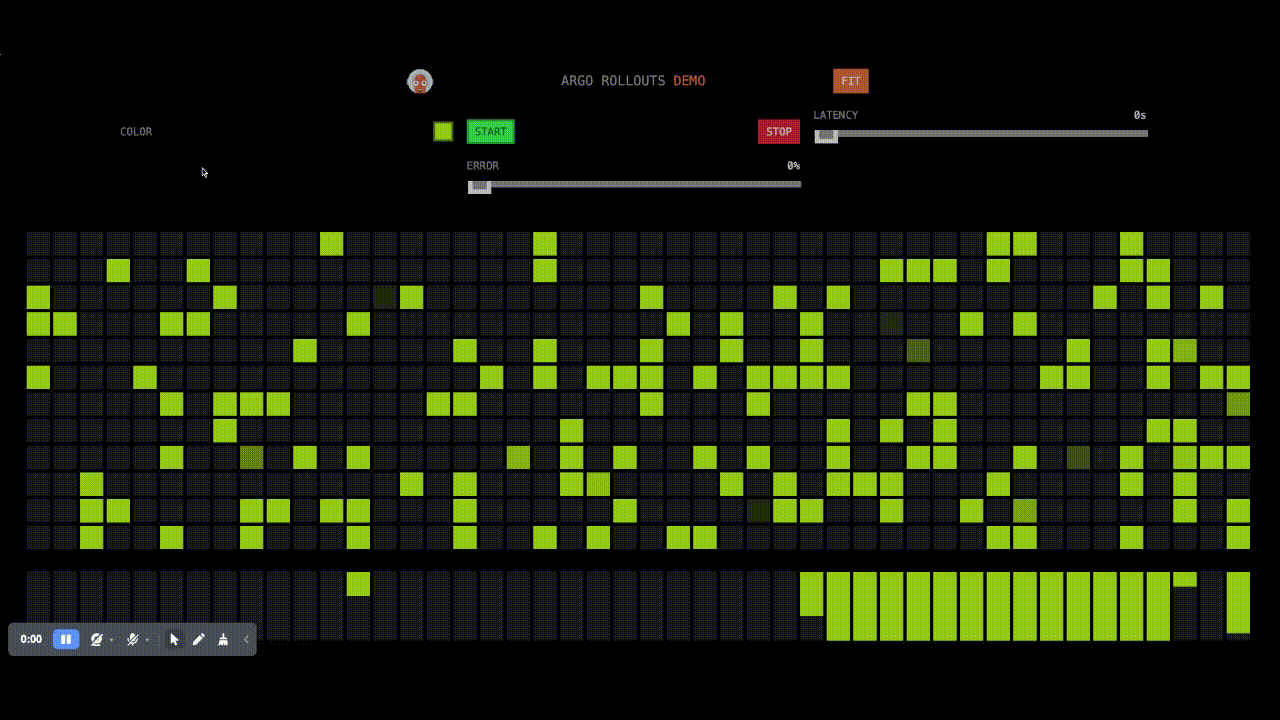 ARGO ROLLOUTS DEMO
FIT
COLOR
START
STOP
LATENCY 0s
ERROR 0%
0:00